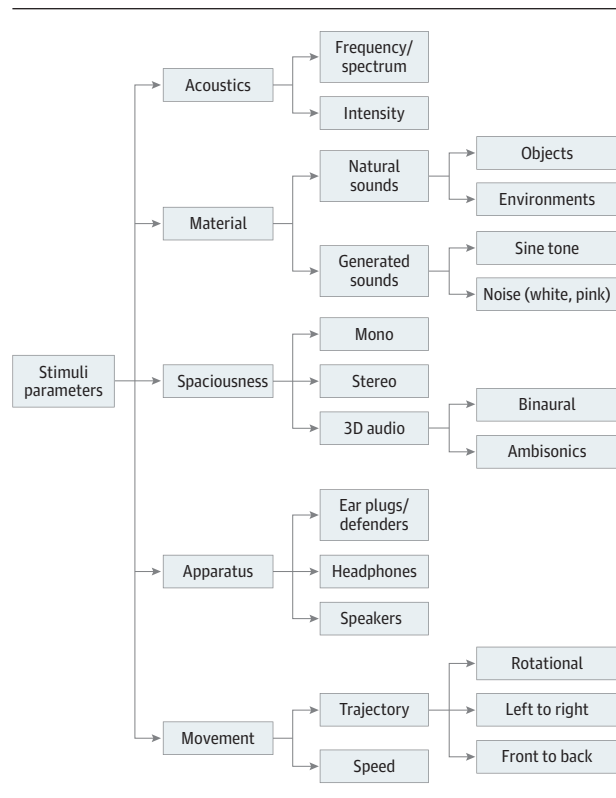 Frequency/
spectrum
Acoustics
Intensity
Natural
sounds
Objects
Environments
Material
Generated
sounds
Sine tone
Noise (white, pink)
Stimuli
parameters
Mono
Spaciousness
Stereo
3D audio
Binaural
Ambisonics
Ear plugs/
defenders
Apparatus
Headphones
Speakers
Movement
Trajectory
Rotational
Left to right
Front to back
Speed